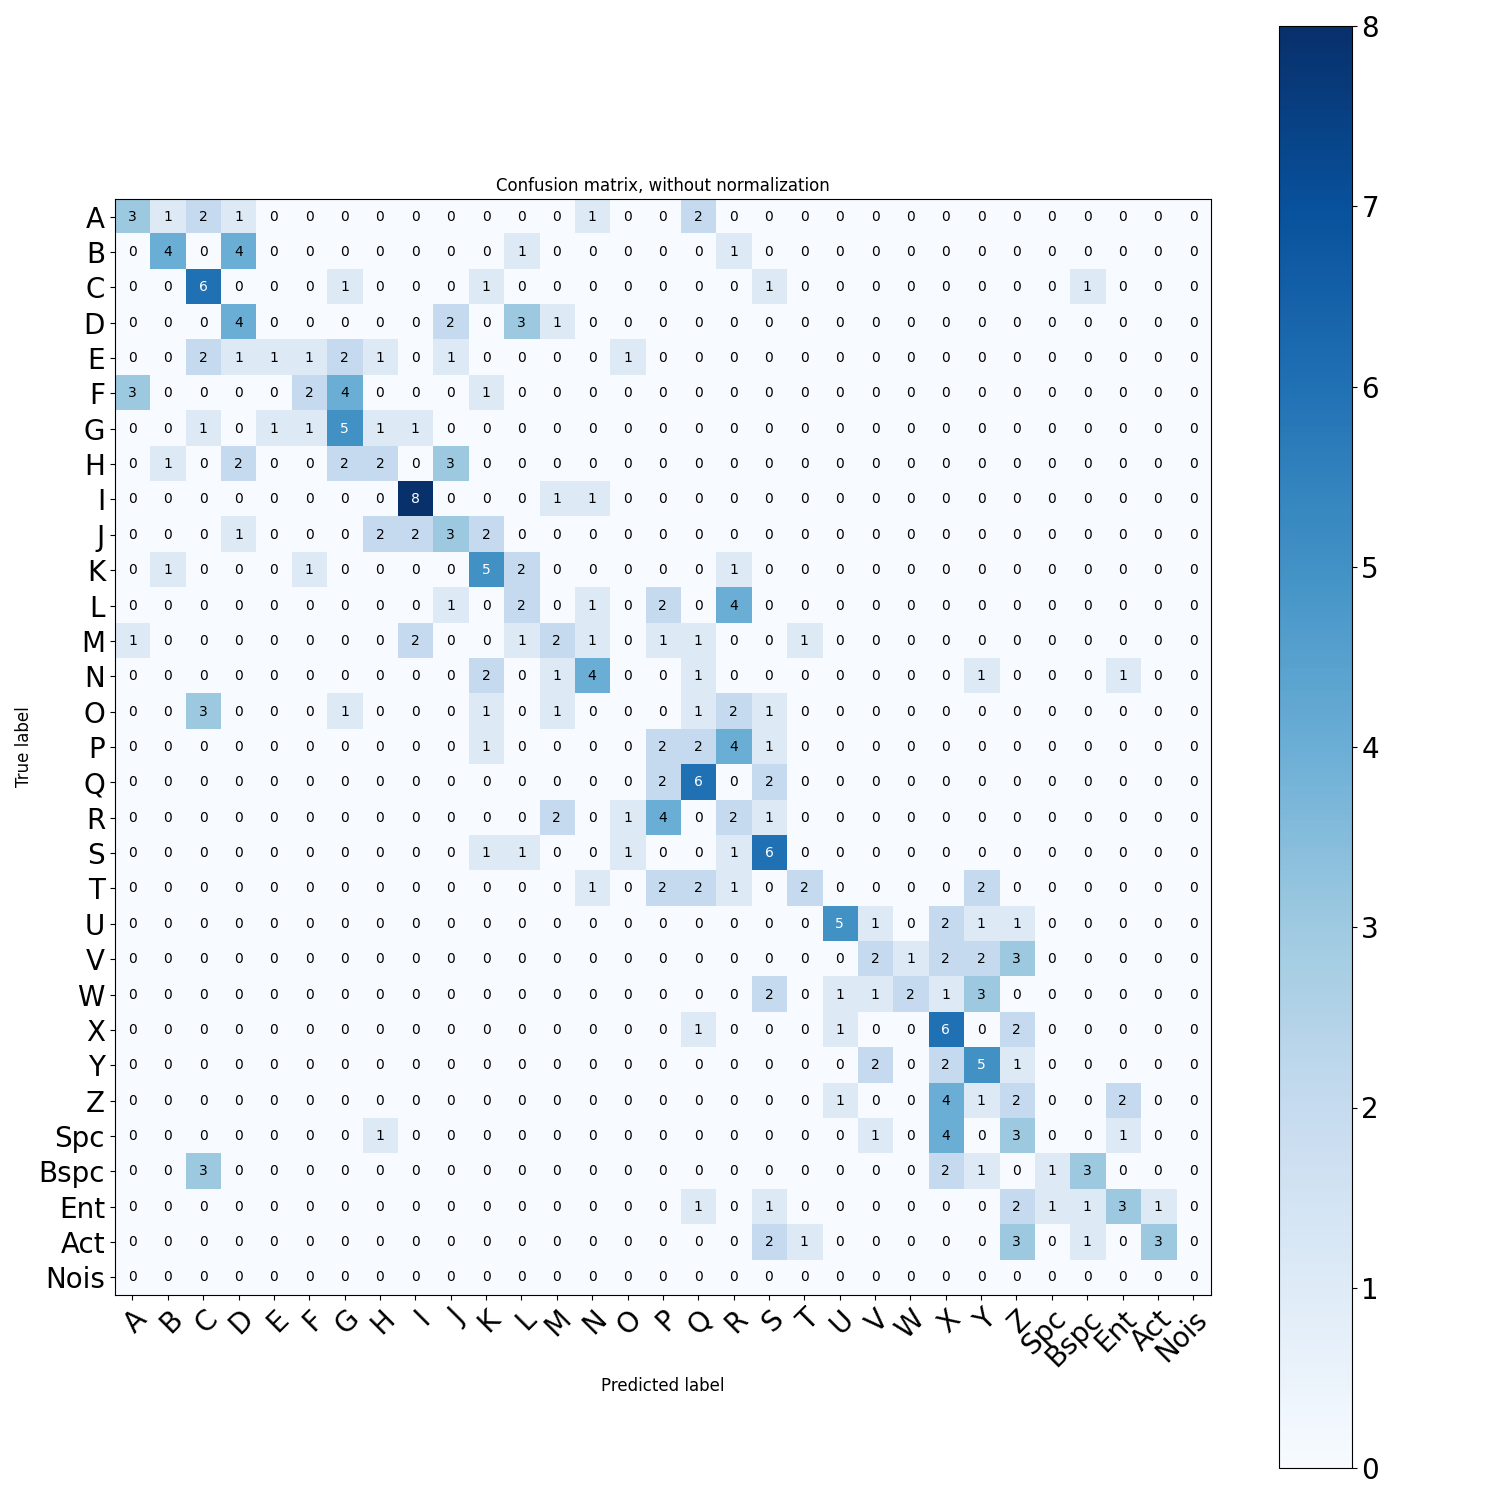 Confusion matrix, without normalization
A 3 1 2 1 0 0 0 0 0 0 0 0 0 1 0 0 2 0 0 0 0 0 0 0 0 0 0 0 0 0 0
B 0 4 0 4 0 0 0 0 0 0 0 1 0 0 0 0 0 1 0 0 0 0 0 0 0 0 0 0 0 0 0
C 0 0 6 0 0 0 1 0 0 0 1 0 0 0 0 0 0 0 1 0 0 0 0 0 0 0 0 1 0 0 0
D 0 0 0 4 0 0 0 0 0 2 0 3 1 0 0 0 0 0 0 0 0 0 0 0 0 0 0 0 0 0 0
E 0 0 2 1 1 1 2 1 0 1 0 0 0 0 1 0 0 0 0 0 0 0 0 0 0 0 0 0 0 0 0
F 3 0 0 0 0 2 4 0 0 0 1 0 0 0 0 0 0 0 0 0 0 0 0 0 0 0 0 0 0 0 0
G 0 0 1 0 1 1 5 1 1 0 0 0 0 0 0 0 0 0 0 0 0 0 0 0 0 0 0 0 0 0 0
H 0 1 0 2 0 0 2 2 0 3 0 0 0 0 0 0 0 0 0 0 0 0 0 0 0 0 0 0 0 0 0
I 0 0 0 0 0 0 0 0 8 0 0 0 1 1 0 0 0 0 0 0 0 0 0 0 0 0 0 0 0 0 0
J 0 0 0 1 0 0 0 2 2 3 2 0 0 0 0 0 0 0 0 0 0 0 0 0 0 0 0 0 0 0 0
K 0 1 0 0 0 1 0 0 0 0 5 2 0 0 0 0 0 1 0 0 0 0 0 0 0 0 0 0 0 0 0
L 0 0 0 0 0 0 0 0 0 1 0 2 0 1 0 2 0 4 0 0 0 0 0 0 0 0 0 0 0 0 0
M 1 0 0 0 0 0 0 0 2 0 0 1 2 1 0 1 1 0 0 1 0 0 0 0 0 0 0 0 0 0 0
N 0 0 0 0 0 0 0 0 0 0 2 0 1 4 0 0 1 0 0 0 0 0 0 0 1 0 0 0 1 0 0
O 0 0 3 0 0 0 1 0 0 0 1 0 1 0 0 0 1 2 1 0 0 0 0 0 0 0 0 0 0 0 0
P 0 0 0 0 0 0 0 0 0 0 1 0 0 0 0 2 2 4 1 0 0 0 0 0 0 0 0 0 0 0 0
Q 0 0 0 0 0 0 0 0 0 0 0 0 0 0 0 2 6 0 2 0 0 0 0 0 0 0 0 0 0 0 0
R 0 0 0 0 0 0 0 0 0 0 0 0 2 0 1 4 0 2 1 0 0 0 0 0 0 0 0 0 0 0 0
S 0 0 0 0 0 0 0 0 0 0 1 1 0 0 1 0 0 1 6 0 0 0 0 0 0 0 0 0 0 0 0
T 0 0 0 0 0 0 0 0 0 0 0 0 0 1 0 2 2 1 0 2 0 0 0 0 2 0 0 0 0 0 0
U 0 0 0 0 0 0 0 0 0 0 0 0 0 0 0 0 0 0 0 0 5 1 0 2 1 1 0 0 0 0 0
V 0 0 0 0 0 0 0 0 0 0 0 0 0 0 0 0 0 0 0 0 0 2 1 2 2 3 0 0 0 0 0
W 0 0 0 0 0 0 0 0 0 0 0 0 0 0 0 0 0 0 2 0 1 1 2 1 3 0 0 0 0 0 0
X 0 0 0 0 0 0 0 0 0 0 0 0 0 0 0 0 1 0 0 0 1 0 0 6 0 2 0 0 0 0 0
Y 0 0 0 0 0 0 0 0 0 0 0 0 0 0 0 0 0 0 0 0 0 2 0 2 5 1 0 0 0 0 0
Z 0 0 0 0 0 0 0 0 0 0 0 0 0 0 0 0 0 0 0 0 1 0 0 4 1 2 0 0 2 0 0
Spc 0 0 0 0 0 0 0 1 0 0 0 0 0 0 0 0 0 0 0 0 0 1 0 4 0 3 0 0 1 0 0
Bspc 0 0 3 0 0 0 0 0 0 0 0 0 0 0 0 0 0 0 0 0 0 0 0 2 1 0 1 3 0 0 0
Ent 0 0 0 0 0 0 0 0 0 0 0 0 0 0 0 0 1 0 1 0 0 0 0 0 0 2 1 1 3 1 0
Act 0 0 0 0 0 0 0 0 0 0 0 0 0 0 0 0 0 0 2 1 0 0 0 0 0 3 0 1 0 3 0
Nois 0 0 0 0 0 0 0 0 0 0 0 0 0 0 0 0 0 0 0 0 0 0 0 0 0 0 0 0 0 0 0
A B C D E F G H I J K L M N O P Q R S T U V W X Y Z Spc Bspc Ent Act Nois
Predicted label
True label
8
7
6
5
4
3
2
1
0